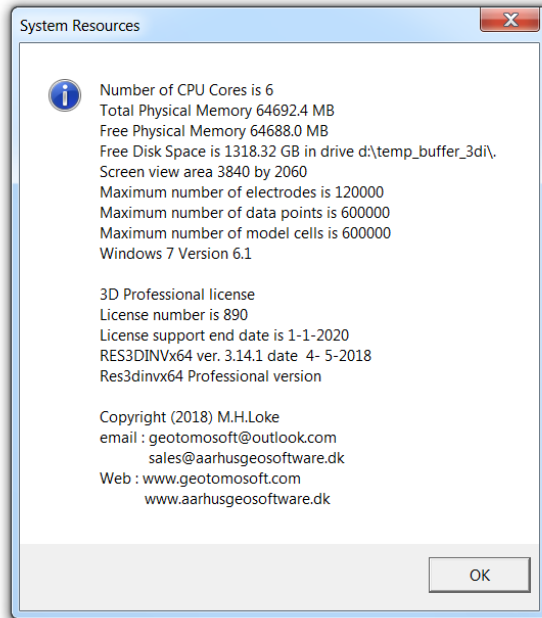 System Resources
Number of CPU Cores is 6
Total Physical Memory 64692.4 MB
Free Physical Memory 64688.0 MB
Free Disk Space is 1318.32 GB in drive d:\temp_buffer_3di\.
Screen view area 3840 by 2060
Maximum number of electrodes is 120000
Maximum number of data points is 600000
Maximum number of model cells is 600000
Windows 7 Version 6.1
3D Professional license
License number is 890
License support end date is 1-1-2020
RES3DINVx64 ver. 3.14.1 date  4- 5-2018
Res3dinvx64 Professional version
Copyright (2018) M.H.Loke
email : geotomosoft@outlook.com
sales@aarhusgeosoftware.dk
Web : www.geotomosoft.com
www.aarhusgeosoftware.dk
OK